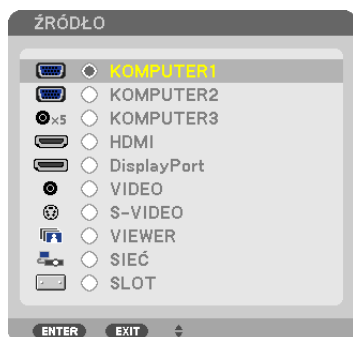 ŹRÓDŁO
KOMPUTER1
KOMPUTER2
×5 KOMPUTER3
HDMI
DisplayPort
VIDEO
S-VIDEO
VIEWER
SIEĆ
SLOT
ENTER EXIT